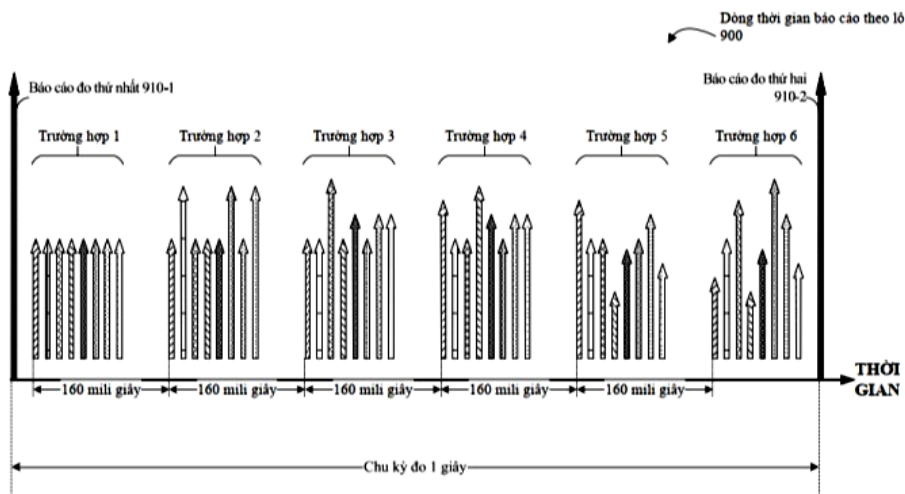 Dòng thời gian báo cáo theo lô
900
Báo cáo đo thứ nhất 910-1
Báo cáo đo thứ hai
910-2
Trường hợp 1
Trường hợp 2
Trường hợp 3
Trường hợp 4
Trường hợp 5
Trường hợp 6
160 mili giây
160 mili giây
160 mili giây
160 mili giây
160 mili giây
THỜI
GIAN
Chu kỳ đo 1 giây